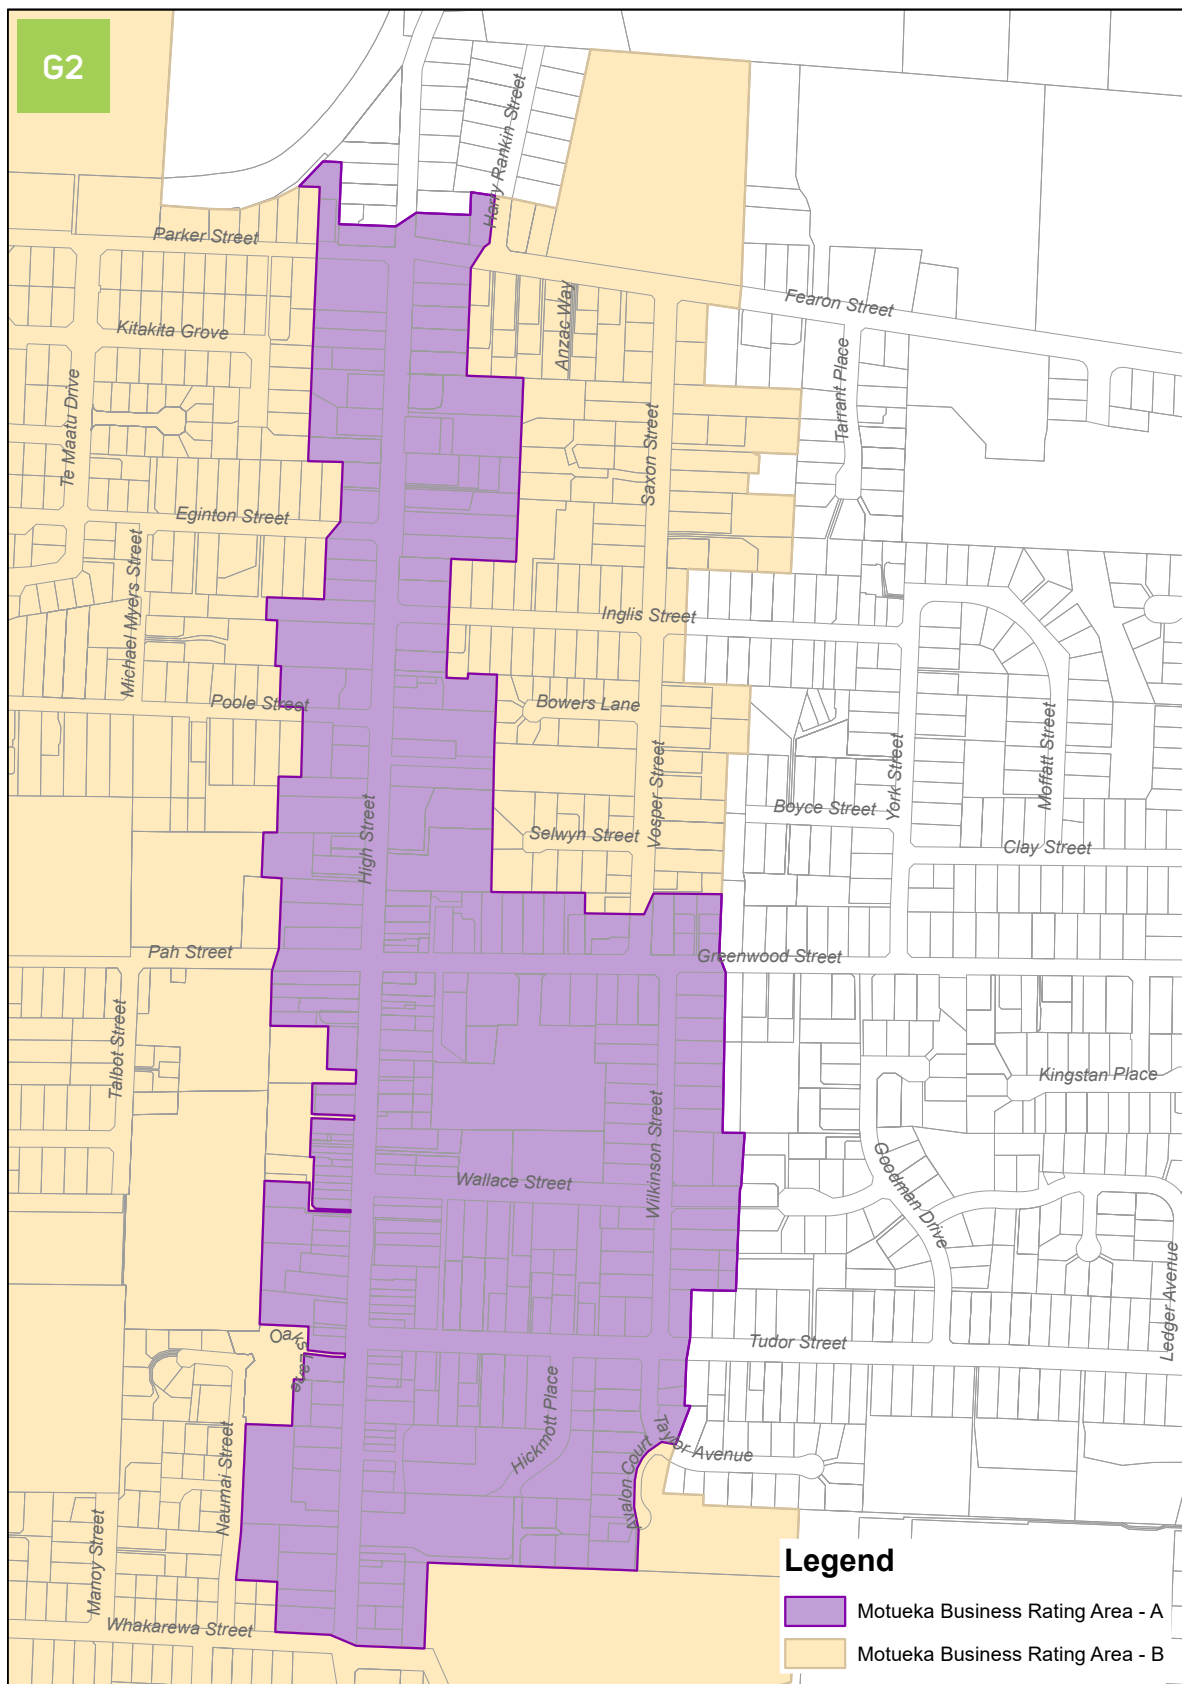 G2
Harry Rankin Street
Parker Street
Anzac Way
Fearon Street
Kitakita Grove
Tarrant Place
Te Maatu Drive
Saxon Street
Eginton Street
Michael Myers Street
Inglis Street
Poole Street
Bowers Lane
Moffatt Street
York Street
Vosper Street
High Street
Boyce Street
Selwyn Street
Clay Street
Pah Street
Greenwood Street
Talbot Street
Kingstan Place
Wilkinson Street
Wallace Street
Goodman Drive
Ledger Avenue
Oaks Lane
Tudor Street
Hickmott Place
Taylor Avenue
Avalon Court
Naumai Street
Manoy Street
Whakarewa Street
Legend
Motueka Business Rating Area - A
Motueka Business Rating Area - B